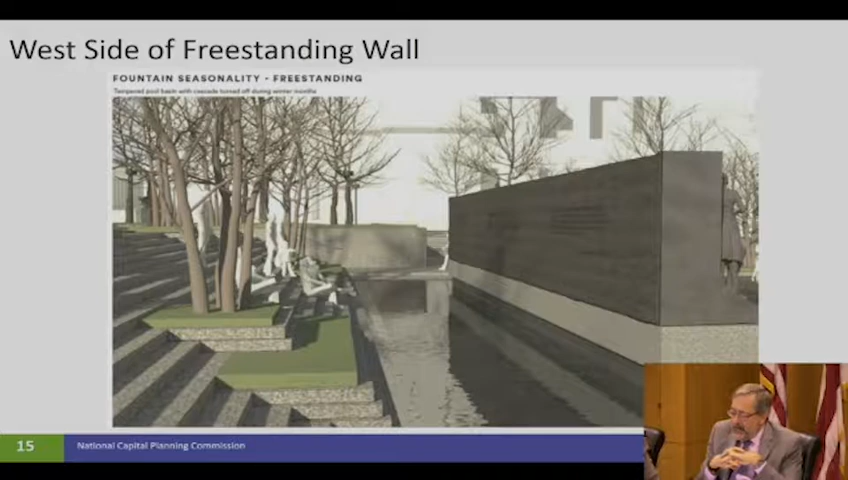 West Side of Freestanding Wall
FOUNTAIN SEASONALITY - FREESTANDING
Tempered pool basin with cascade turned off during winter months
15
National Capital Planning Commission